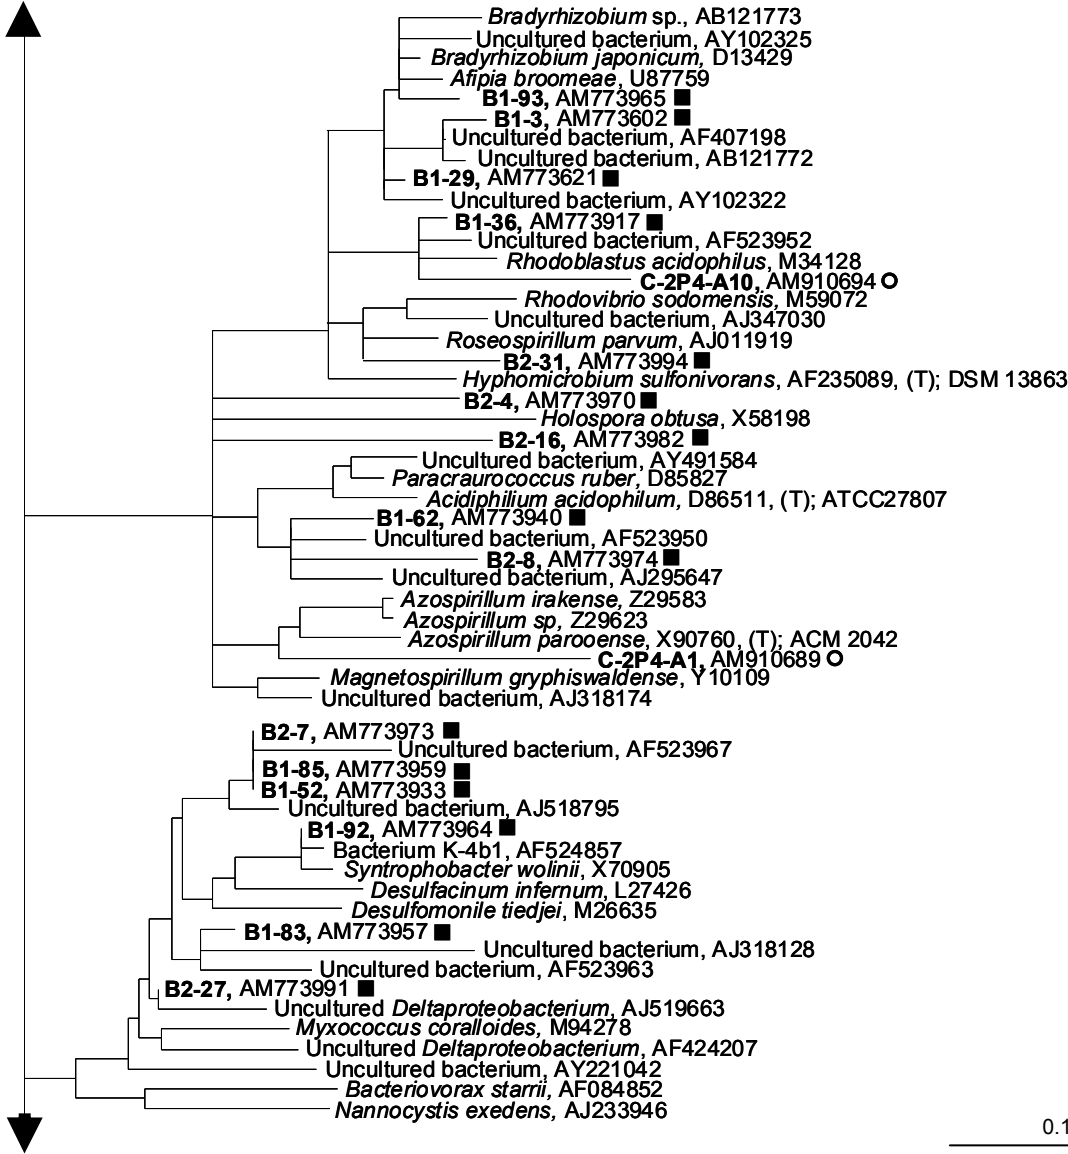 Bradyrhizobium sp., AB121773
Uncultured bacterium, AY102325
Bradyrhizobium japonicum, D13429
Afipia broomeae, U87759
B1-93, AM773965
B1-3, AM773602
Uncultured bacterium, AF407198
Uncultured bacterium, AB121772
B1-29, AM773621
Uncultured bacterium, AY102322
B1-36, AM773917
Uncultured bacterium, AF523952
Rhodoblastus acidophilus, M34128
C-2P4-A10, AM910694
Rhodovibrio sodomensis, M59072
Uncultured bacterium, AJ347030
Roseospirillum parvum, AJ011919
B2-31, AM773994
Hyphomicrobium sulfonivorans, AF235089, (T); DSM 13863
B2-4, AM773970
Holospora obtusa, X58198
B2-16, AM773982
Uncultured bacterium, AY491584
Paracraurococcus ruber, D85827
Acidiphilium acidophilum, D86511, (T); ATCC27807
B1-62, AM773940
Uncultured bacterium, AF523950
B2-8, AM773974
Uncultured bacterium, AJ295647
Azospirillum irakense, Z29583
Azospirillum sp, Z29623
Azospirillum parooense, X90760, (T); ACM 2042
C-2P4-A1, AM910689
Magnetospirillum gryphiswaldense, Y10109
Uncultured bacterium, AJ318174
B2-7, AM773973
Uncultured bacterium, AF523967
B1-85, AM773959
B1-52, AM773933
Uncultured bacterium, AJ518795
B1-92, AM773964
Bacterium K-4b1, AF524857
Syntrophobacter wolinii, X70905
Desulfacinum infernum, L27426
Desulfomonile tiedjei, M26635
B1-83, AM773957
Uncultured bacterium, AJ318128
Uncultured bacterium, AF523963
B2-27, AM773991
Uncultured Deltaproteobacterium, AJ519663
Myxococcus coralloides, M94278
Uncultured Deltaproteobacterium, AF424207
Uncultured bacterium, AY221042
Bacteriovorax starrii, AF084852
Nannocystis exedens, AJ233946
0.1